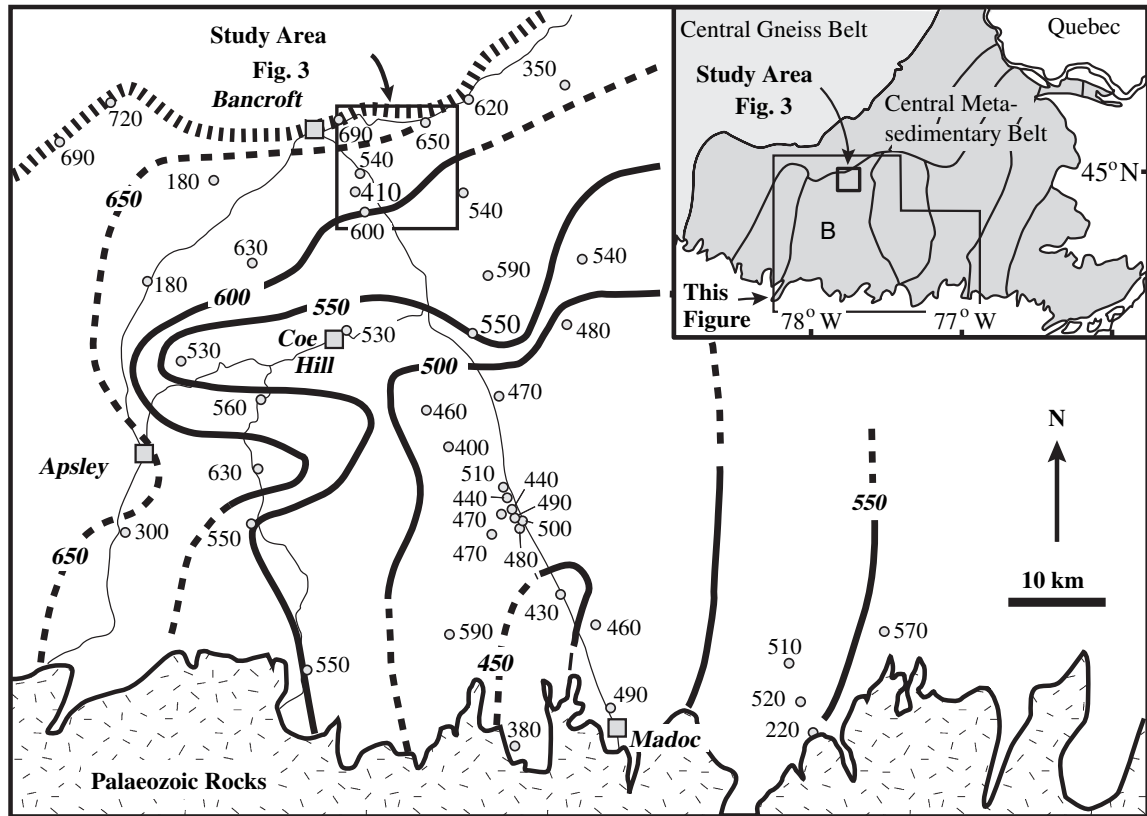 Study Area
Fig. 3
Bancroft
350
620
720
690
690
650
540
180
410
650
540
600
630
590
540
180
600
550
550
480
Coe
Hill
530
530
500
470
560
460
400
Apsley
630
510
440
440
490
470
500
550
300
470
480
650
430
460
590
450
550
490
380
Madoc
550
510
570
520
220
N
10 km
Palaeozoic Rocks
Central Gneiss Belt
Quebec
Study Area
Fig. 3
Central Meta-
sedimentary Belt
45°N
B
This
Figure
78° W
77° W